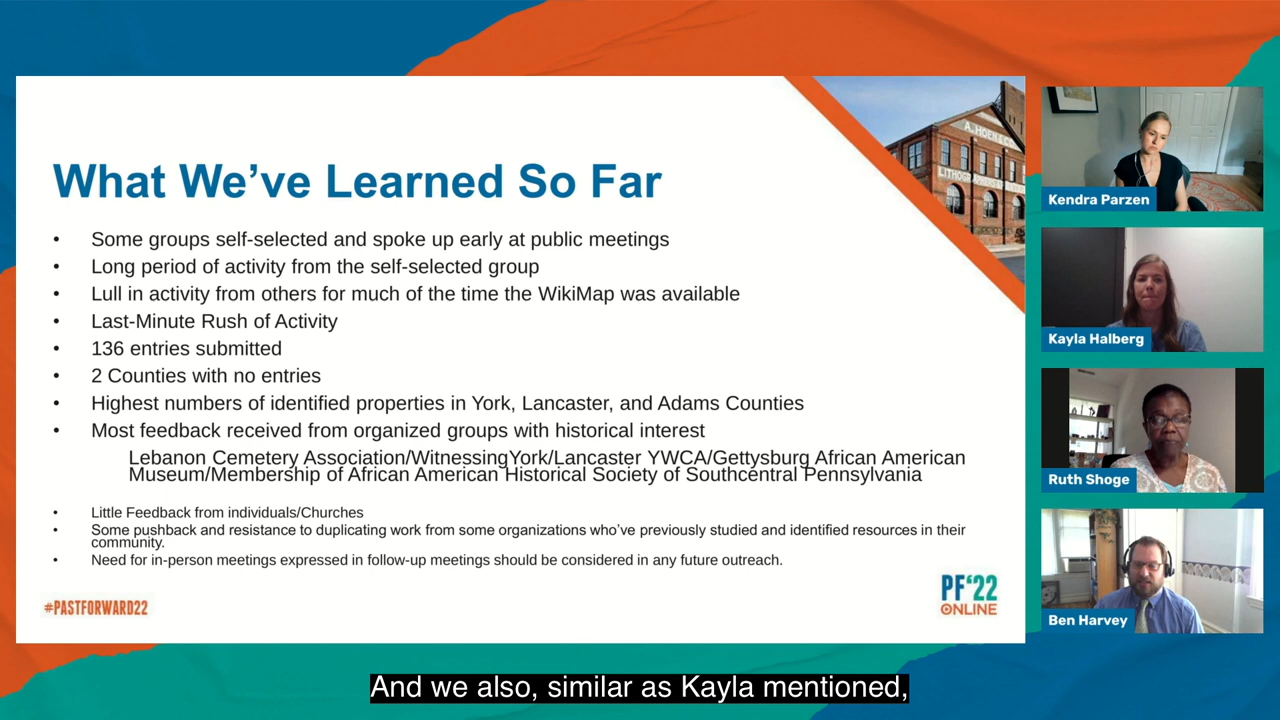 What We’ve Learned So Far
• Some groups self-selected and spoke up early at public meetings
• Long period of activity from the self-selected group
• Lull in activity from others for much of the time the WikiMap was available
• Last-Minute Rush of Activity
• 136 entries submitted
• 2 Counties with no entries
• Highest numbers of identified properties in York, Lancaster, and Adams Counties
• Most feedback received from organized groups with historical interest
Lebanon Cemetery Association/WitnessingYork/Lancaster YWCA/Gettysburg African American
Museum/Membership of African American Historical Society of Southcentral Pennsylvania
• Little Feedback from individuals/Churches
• Some pushback and resistance to duplicating work from some organizations who’ve previously studied and identified resources in their
community.
• Need for in-person meetings expressed in follow-up meetings should be considered in any future outreach.
#PASTFORWARD22
PF‘22
ONLINE
A. HOEN & CO.
Kendra Parzen
Kayla Halberg
Ruth Shoge
Ben Harvey
And we also, similar as Kayla mentioned,